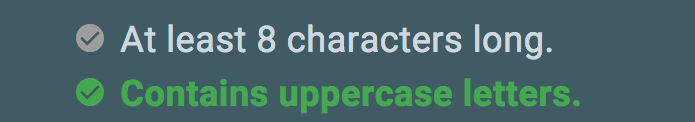 At least 8 characters long.
Contains uppercase letters.